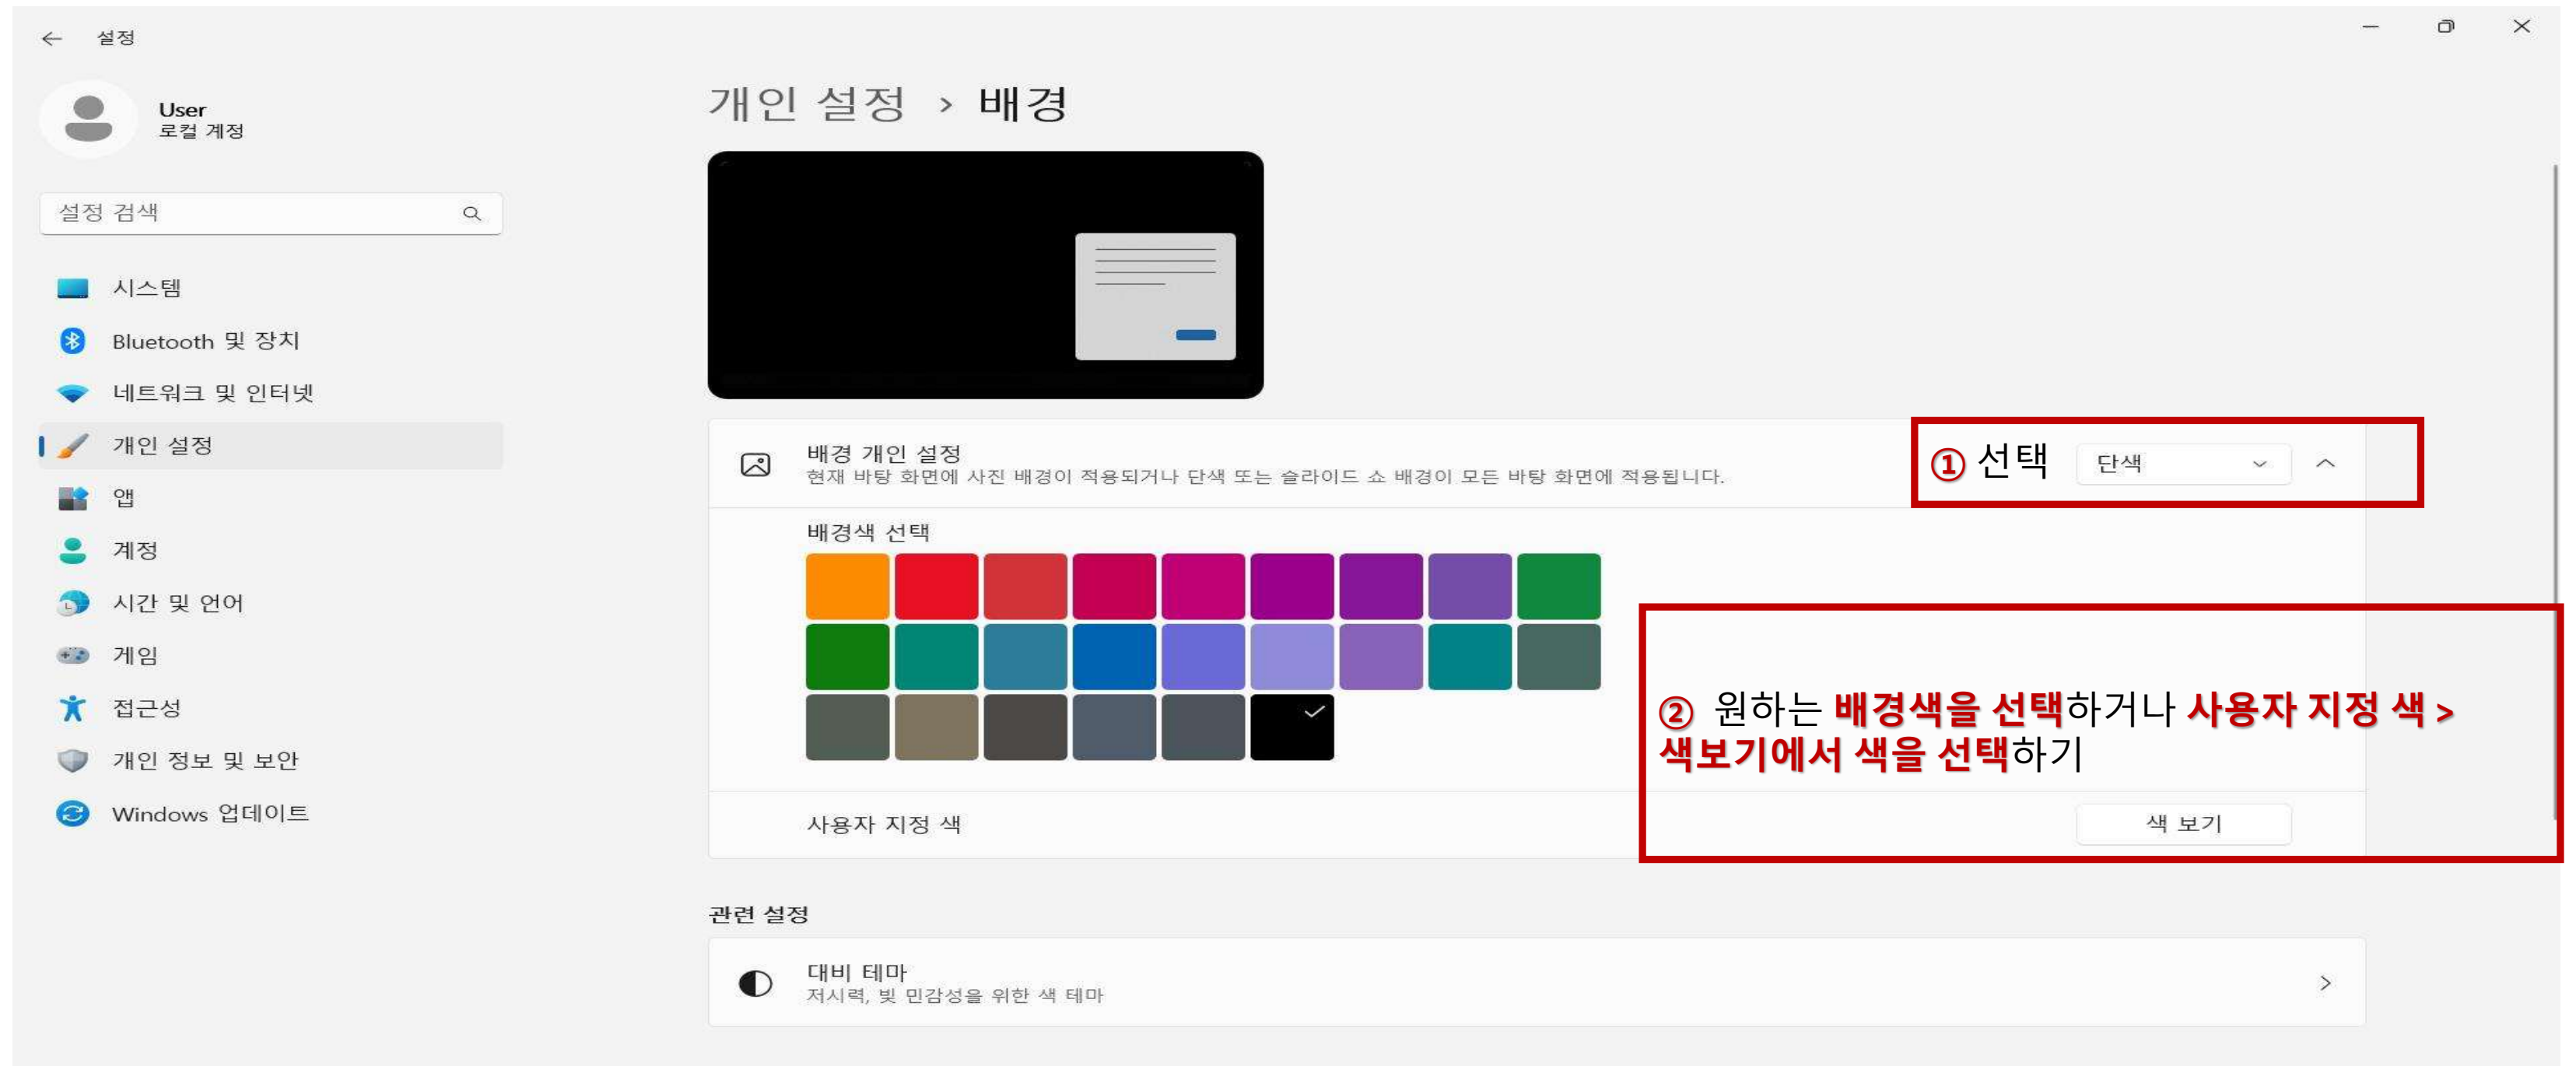 설정
User
로컬 계정
설정 검색
시스템
Bluetooth 및 장치
네트워크 및 인터넷
개인 설정
앱
계정
시간 및 언어
게임
접근성
개인 정보 및 보안
Windows 업데이트
개인 설정 > 배경
배경 개인 설정
현재 바탕 화면에 사진 배경이 적용되거나 단색 또는 슬라이드 쇼 배경이 모든 바탕 화면에 적용됩니다.
① 선택 단색
배경색 선택
② 원하는 배경색을 선택하거나 사용자 지정 색 >
색보기에서 색을 선택하기
사용자 지정 색
색 보기
관련 설정
대비 테마
저시력, 빛 민감성을 위한 색 테마